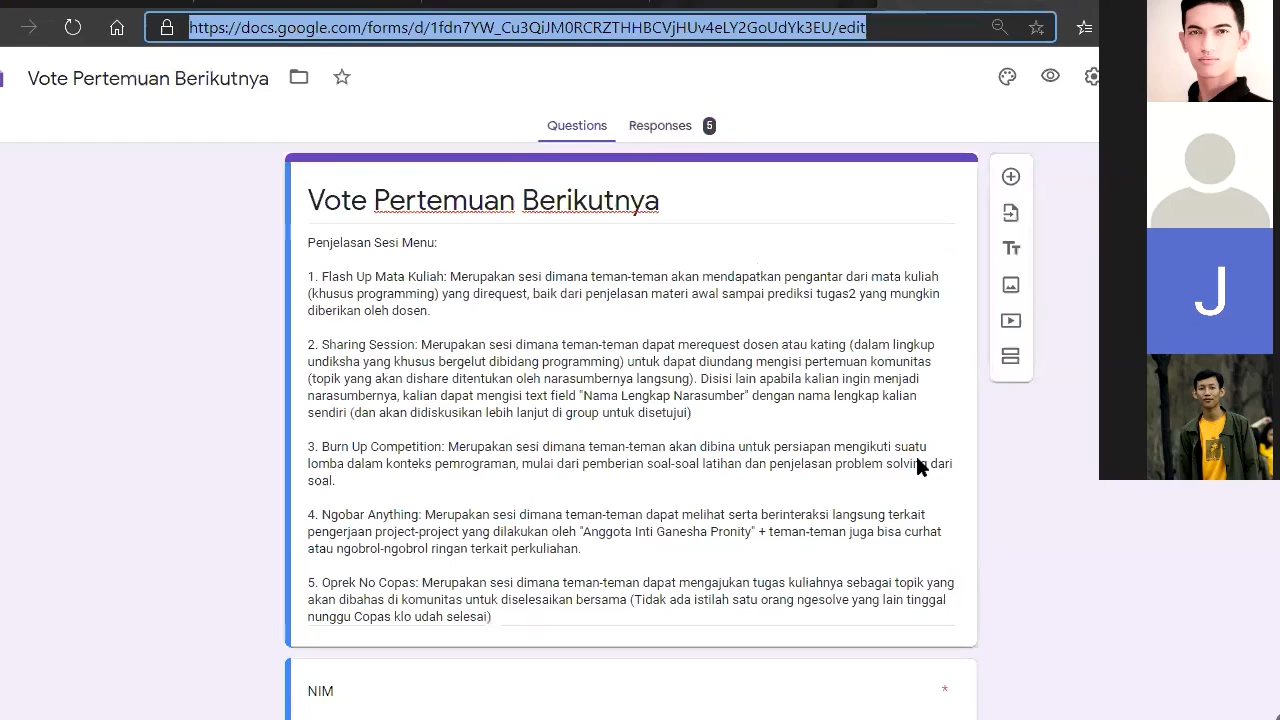 https://docs.google.com/forms/d/1fdn7YW_Cu3QiJM0RCRZTHHBCVjHUv4eLY2GoUdYk3EU/edit
Vote Pertemuan Berikutnya
Questions
Responses
5
Vote Pertemuan Berikutnya
Penjelasan Sesi Menu:
1. Flash Up Mata Kuliah: Merupakan sesi dimana teman-teman akan mendapatkan pengantar dari mata kuliah
(khusus programming) yang direquest, baik dari penjelasan materi awal sampai prediksi tugas2 yang mungkin
diberikan oleh dosen.
2. Sharing Session: Merupakan sesi dimana teman-teman dapat merequest dosen atau kating (dalam lingkup
undiksha yang khusus bergelut dibidang programming) untuk dapat diundang mengisi pertemuan komunitas
(topik yang akan dishare ditentukan oleh narasumbernya langsung). Disisi lain apabila kalian ingin menjadi
narasumbernya, kalian dapat mengisi text field "Nama Lengkap Narasumber" dengan nama lengkap kalian
sendiri (dan akan didiskusikan lebih lanjut di group untuk disetujui)
3. Burn Up Competition: Merupakan sesi dimana teman-teman akan dibina untuk persiapan mengikuti suatu
lomba dalam konteks pemrograman, mulai dari pemberian soal-soal latihan dan penjelasan problem solving dari
soal.
4. Ngobar Anything: Merupakan sesi dimana teman-teman dapat melihat serta berinteraksi langsung terkait
pengerjaan project-project yang dilakukan oleh "Anggota Inti Ganesha Pronity" + teman-teman juga bisa curhat
atau ngobrol-ngobrol ringan terkait perkuliahan.
5. Oprek No Copas: Merupakan sesi dimana teman-teman dapat mengajukan tugas kuliahnya sebagai topik yang
akan dibahas di komunitas untuk diselesaikan bersama (Tidak ada istilah satu orang ngesolve yang lain tinggal
nunggu Copas klo udah selesai)
NIM *
J